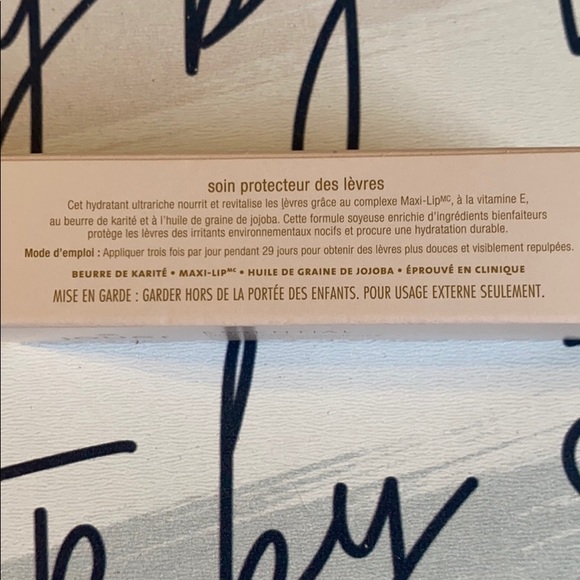 soin protecteur des lèvres
Cet hydratant ultrariche nourrit et revitalise les lèvres grâce au complexe Maxi-Lipᴹᶜ, à la vitamine E,
au beurre de karité et à l'huile de graine de jojoba. Cette formule soyeuse enrichie d'ingrédients bienfaiteurs
protège les lèvres des irritants environnementaux nocifs et procure une hydratation durable.
Mode d'emploi : Appliquer trois fois par jour pendant 29 jours pour obtenir des lèvres plus douces et visiblement repulpées.
BEURRE DE KARITÉ • MAXI-LIPᴹᶜ • HUILE DE GRAINE DE JOJOBA • ÉPROUVÉ EN CLINIQUE
MISE EN GARDE : GARDER HORS DE LA PORTÉE DES ENFANTS. POUR USAGE EXTERNE SEULEMENT.
by